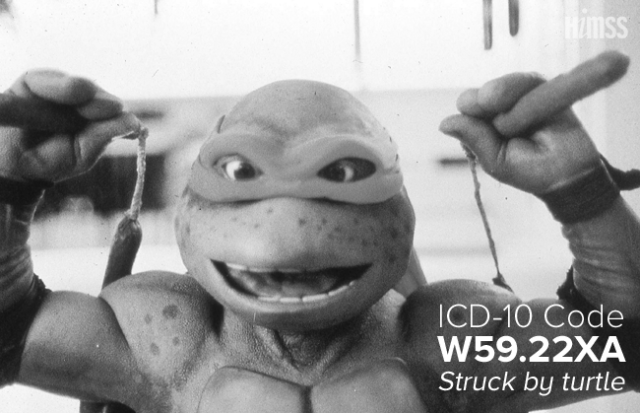 HiMSS
ICD-10 Code
W59.22XA
Struck by turtle